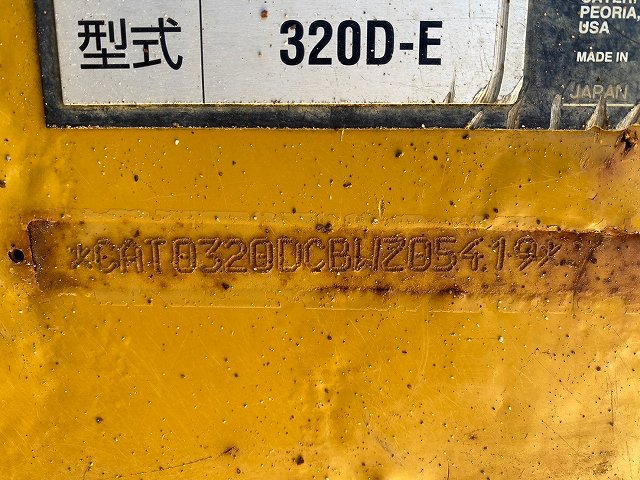 型式 320D-E
PEORIA,
USA
MADE IN
JAPAN
*CAT0320DCBWZ05419*